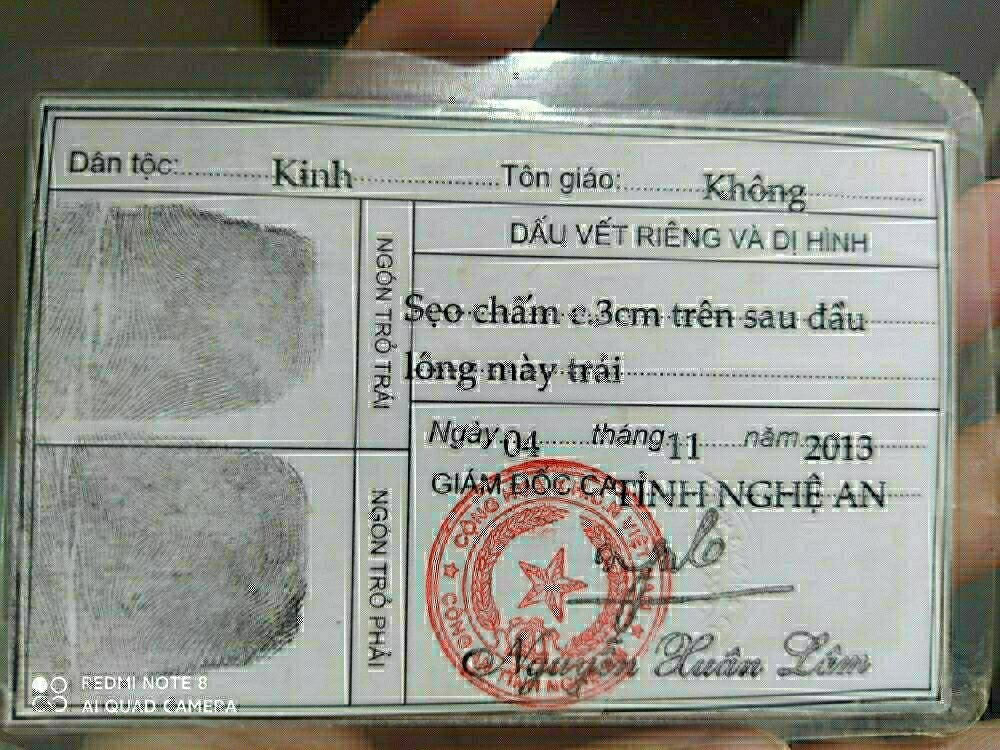 Dân tộc: Kinh Tôn giáo: Không
NGÓN TRỎ TRÁI
DẤU VẾT RIÊNG VÀ DỊ HÌNH
Sẹo chấm c.3cm trên sau đầu
lông mày trái
NGÓN TRỎ PHẢI
Ngày 04 tháng 11 năm 2013
GIÁM ĐỐC CA TỈNH NGHỆ AN
Nguyễn Xuân Lâm
REDMI NOTE 8
AI QUAD CAMERA